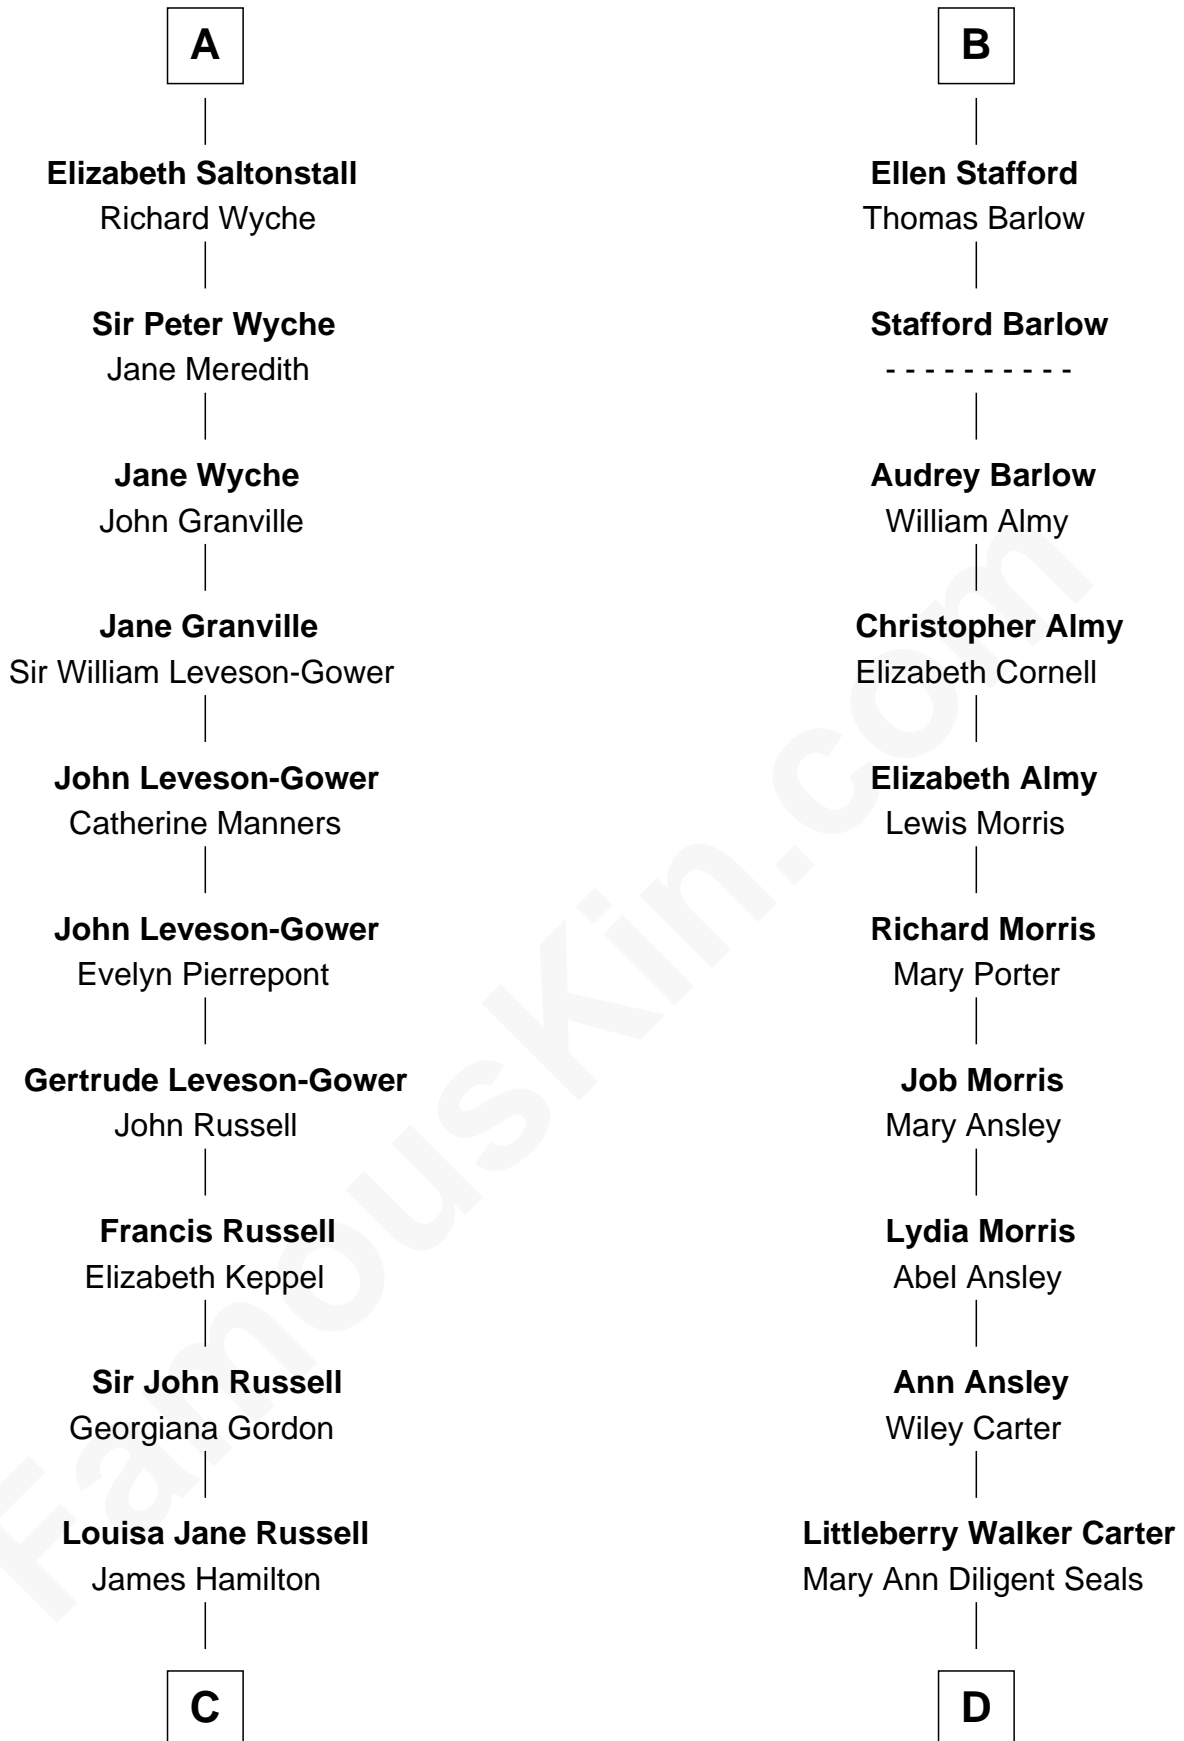 A
Elizabeth Saltonstall
Richard Wyche
Sir Peter Wyche
Jane Meredith
Jane Wyche
John Granville
Jane Granville
Sir William Leveson-Gower
John Leveson-Gower
Catherine Manners
John Leveson-Gower
Evelyn Pierrepont
Gertrude Leveson-Gower
John Russell
Francis Russell
Elizabeth Keppel
Sir John Russell
Georgiana Gordon
Louisa Jane Russell
James Hamilton
C
B
Ellen Stafford
Thomas Barlow
Stafford Barlow
- - - - - - - - - -
Audrey Barlow
William Almy
Christopher Almy
Elizabeth Cornell
Elizabeth Almy
Lewis Morris
Richard Morris
Mary Porter
Job Morris
Mary Ansley
Lydia Morris
Abel Ansley
Ann Ansley
Wiley Carter
Littleberry Walker Carter
Mary Ann Diligent Seals
D
FamousKin.com